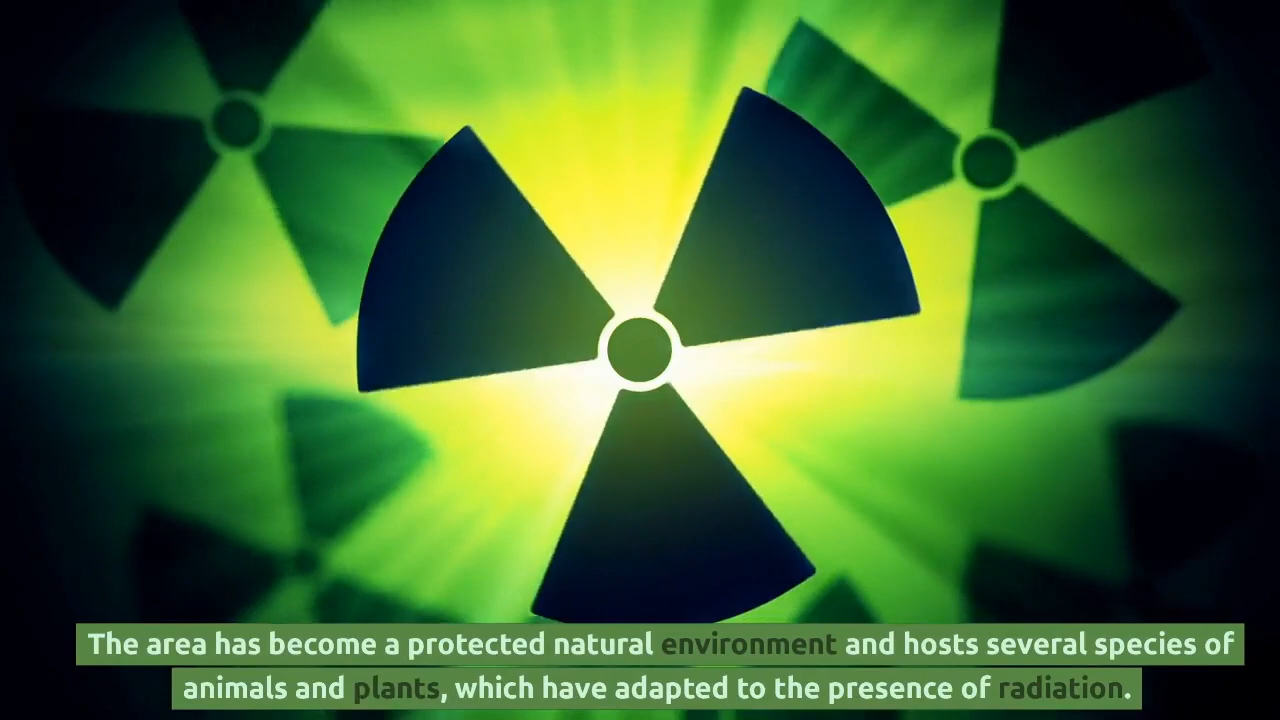 The area has become a protected natural environment and hosts several species of
animals and plants, which have adapted to the presence of radiation.